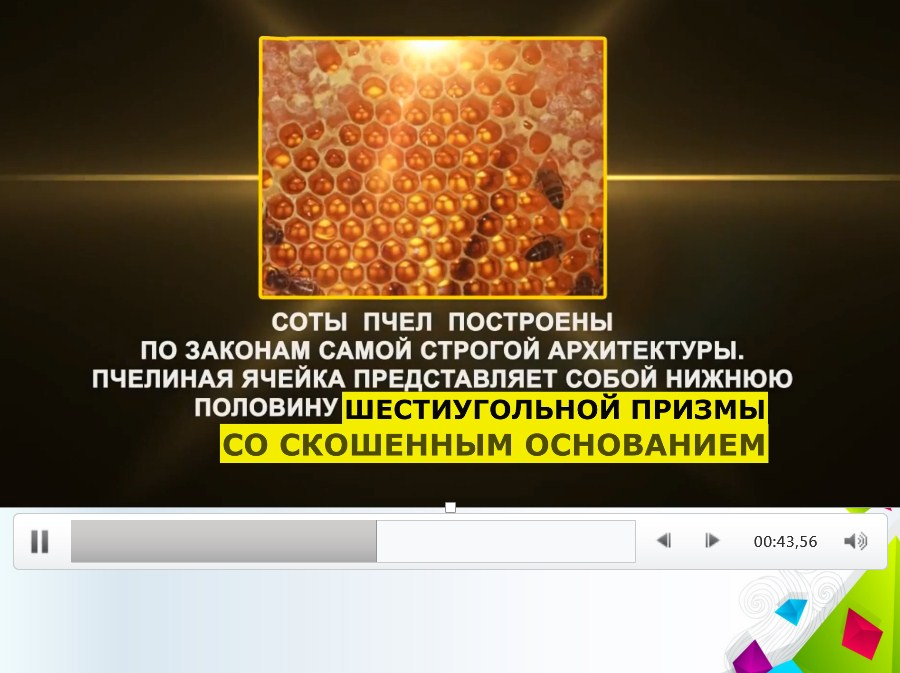 СОТЫ ПЧЕЛ ПОСТРОЕНЫ
ПО ЗАКОНАМ САМОЙ СТРОГОЙ АРХИТЕКТУРЫ.
ПЧЕЛИНАЯ ЯЧЕЙКА ПРЕДСТАВЛЯЕТ СОБОЙ НИЖНЮЮ
ПОЛОВИНУ ШЕСТИУГОЛЬНОЙ ПРИЗМЫ
СО СКОШЕННЫМ ОСНОВАНИЕМ
00:43,56